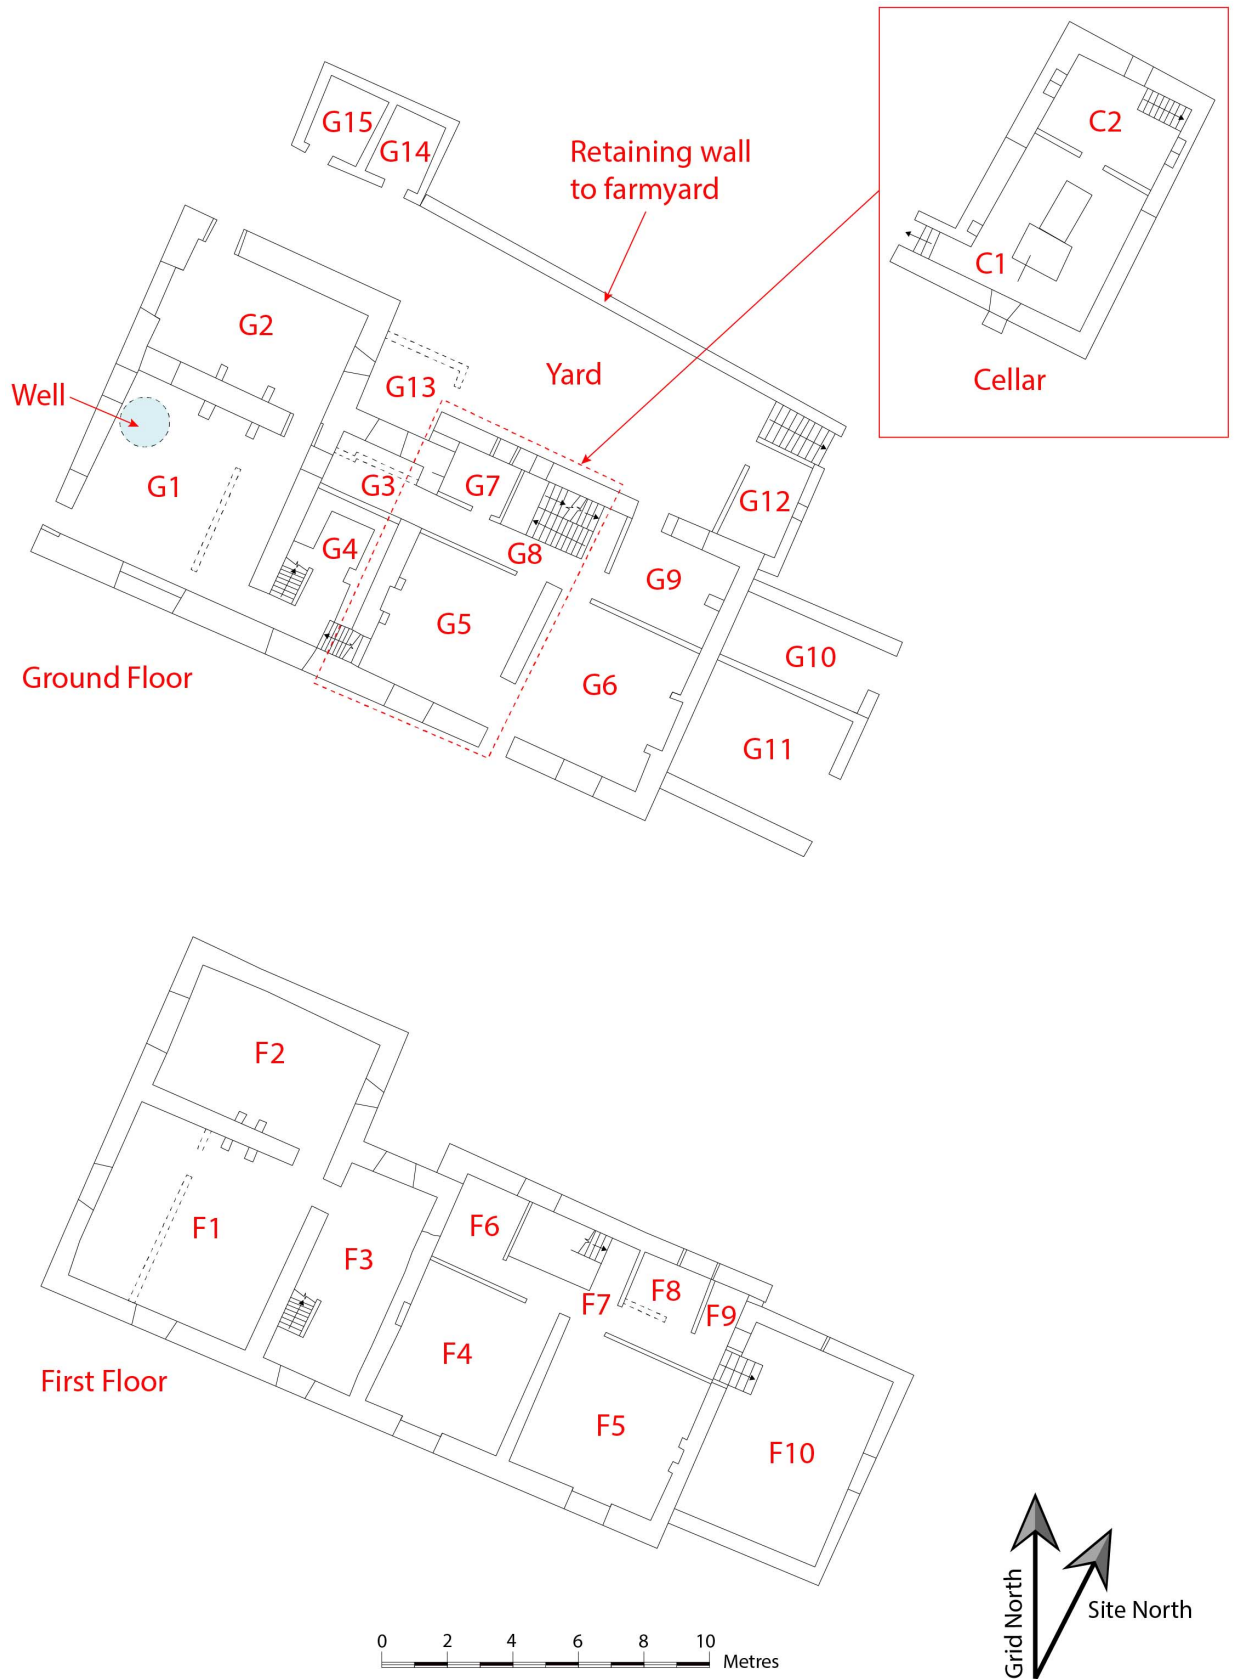 C2
C1
Cellar
G15
G14
Retaining wall
to farmyard
G2
Well
G13
Yard
G1
G3
G7
G12
G4
G8
G9
G5
G10
G6
G11
Ground Floor
F2
F1
F3
F6
F7
F8
F9
F4
F5
F10
First Floor
Grid North
Site North
0 2 4 6 8 10
Metres